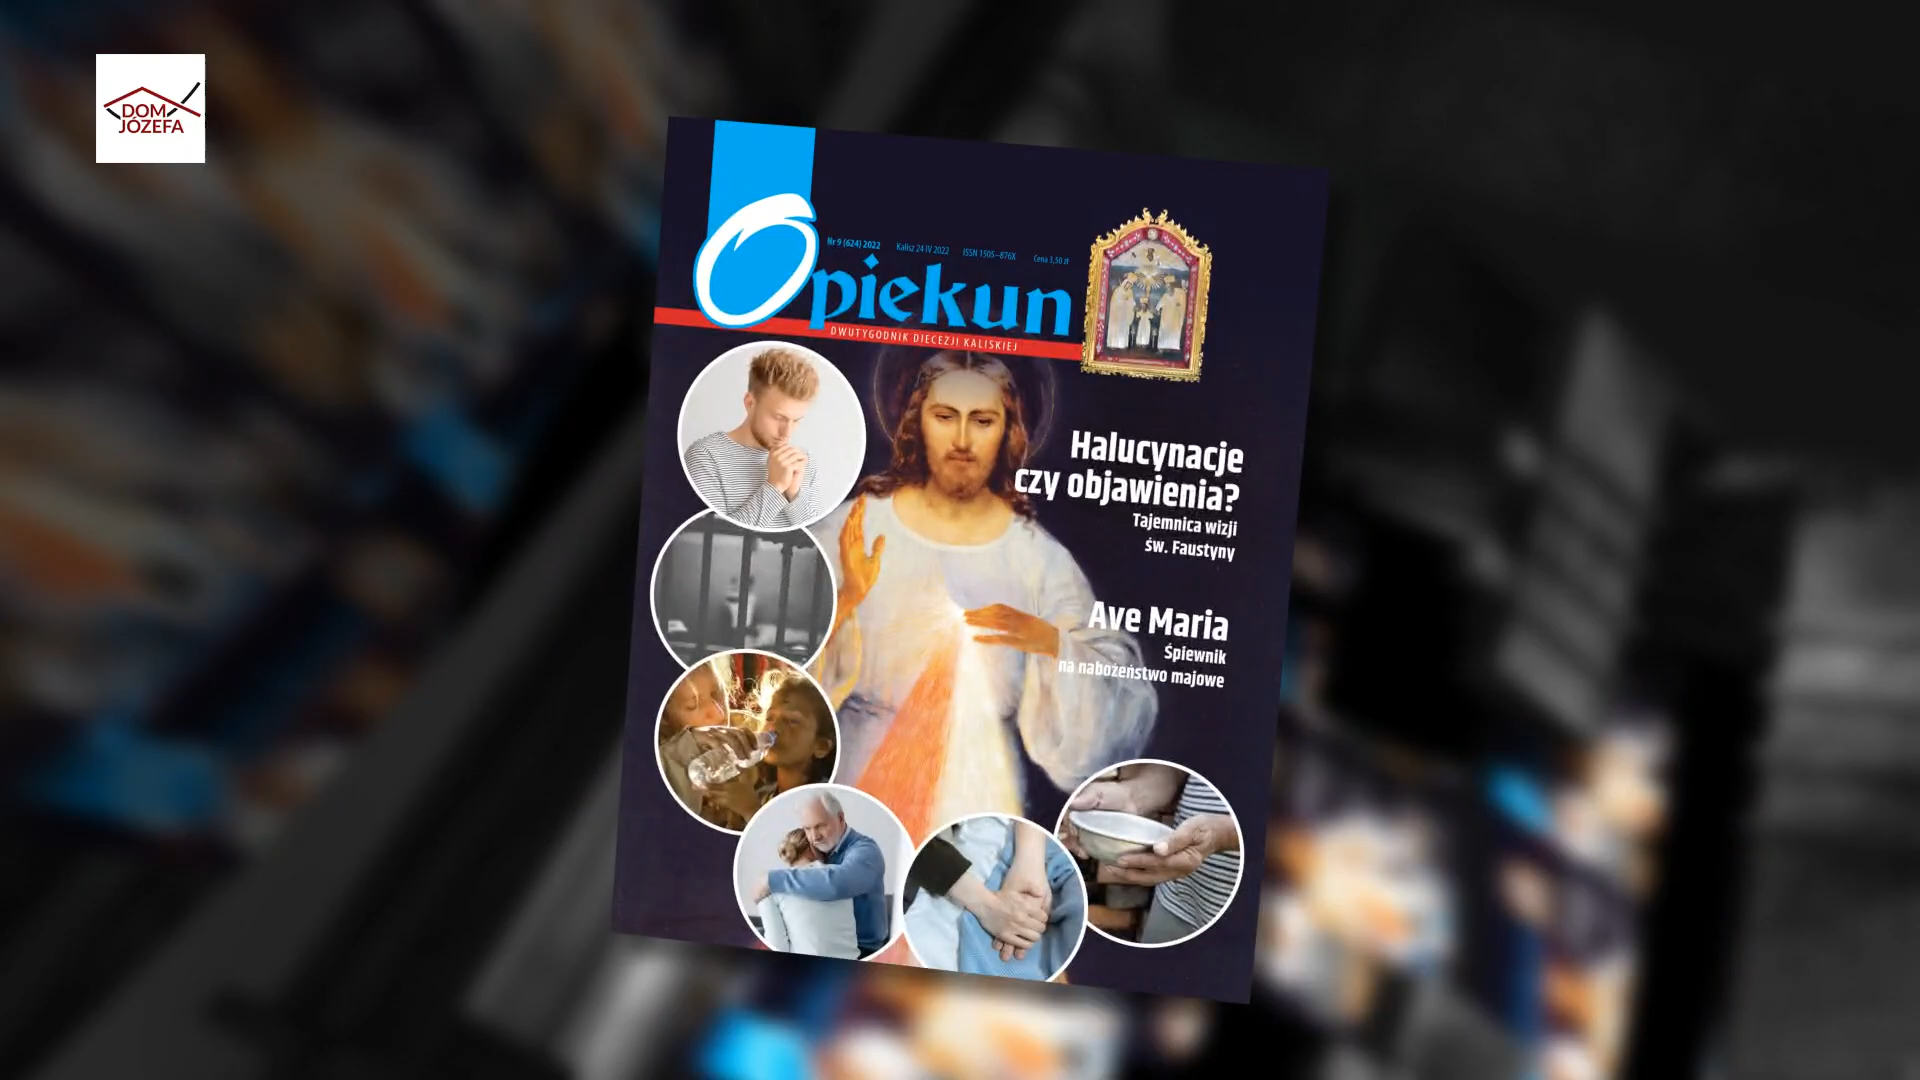 DOM
JÓZEFA
Nr 9 (624) 2022 Kalisz 24 IV 2022 ISSN 1505–876X Cena 3,50 zł
Opiekun
DWUTYGODNIK DIECEZJI KALISKIEJ
Halucynacje
czy objawienia?
Tajemnica wizji
św. Faustyny
Ave Maria
Śpiewnik
na nabożeństwo majowe